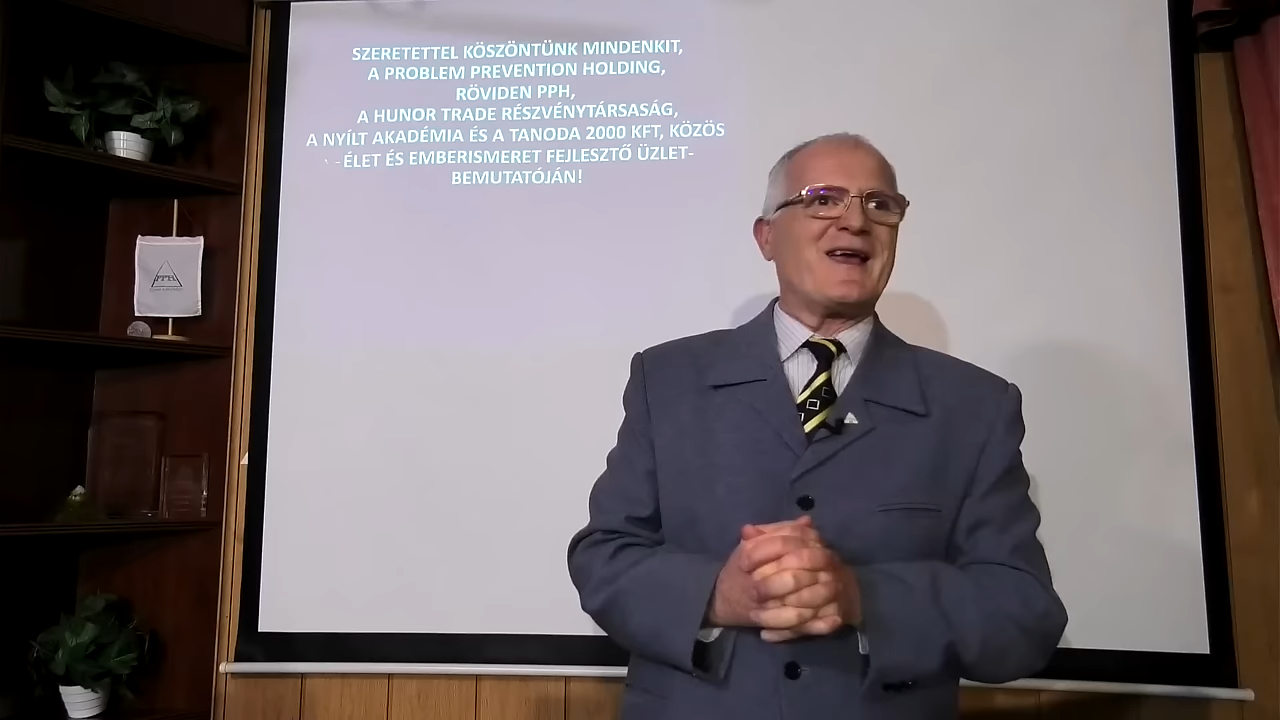 SZERETETTEL KÖSZÖNTÜNK MINDENKIT,
A PROBLEM PREVENTION HOLDING,
RÖVIDEN PPH,
A HUNOR TRADE RÉSZVÉNYTÁRSASÁG,
A NYÍLT AKADÉMIA ÉS A TANODA 2000 KFT, KÖZÖS
-ÉLET ÉS EMBERISMERET FEJLESZTŐ ÜZLET-
BEMUTATÓJÁN!
PPH